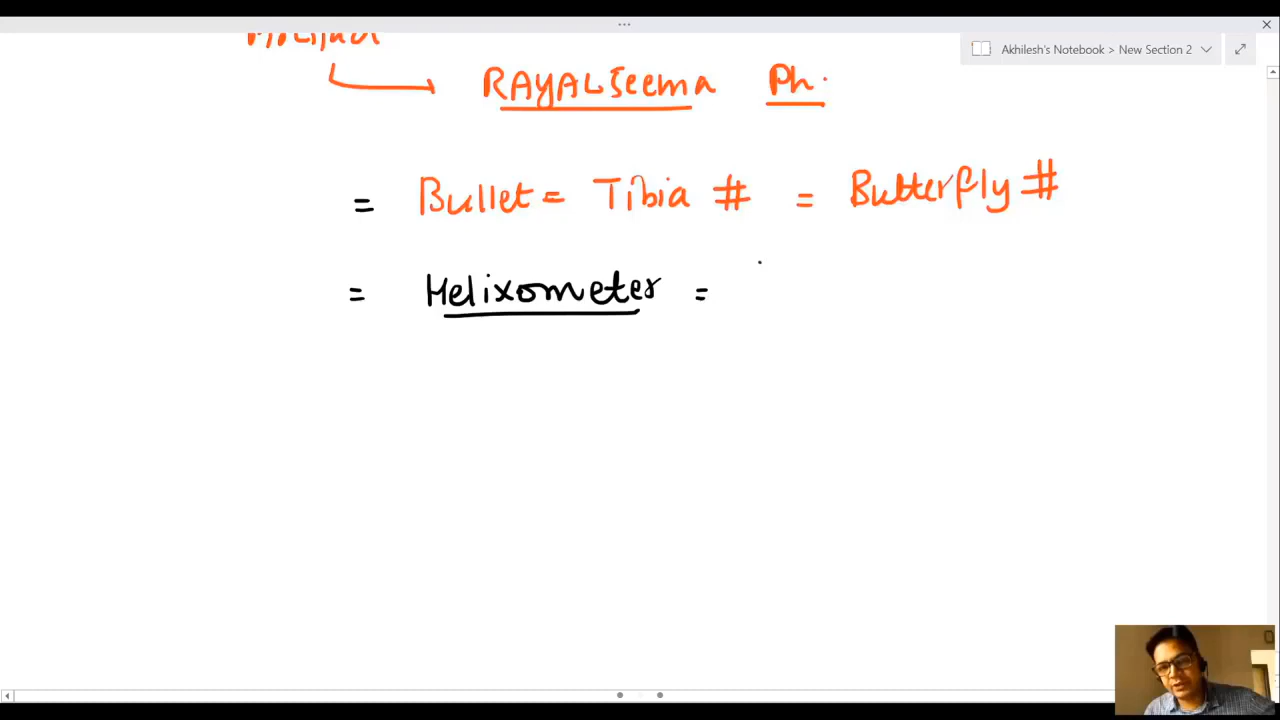 Akhilesh's Notebook > New Section 2
RAYALSeema Ph.
= Bullet = Tibia # = Butterfly #
= Helixometer =